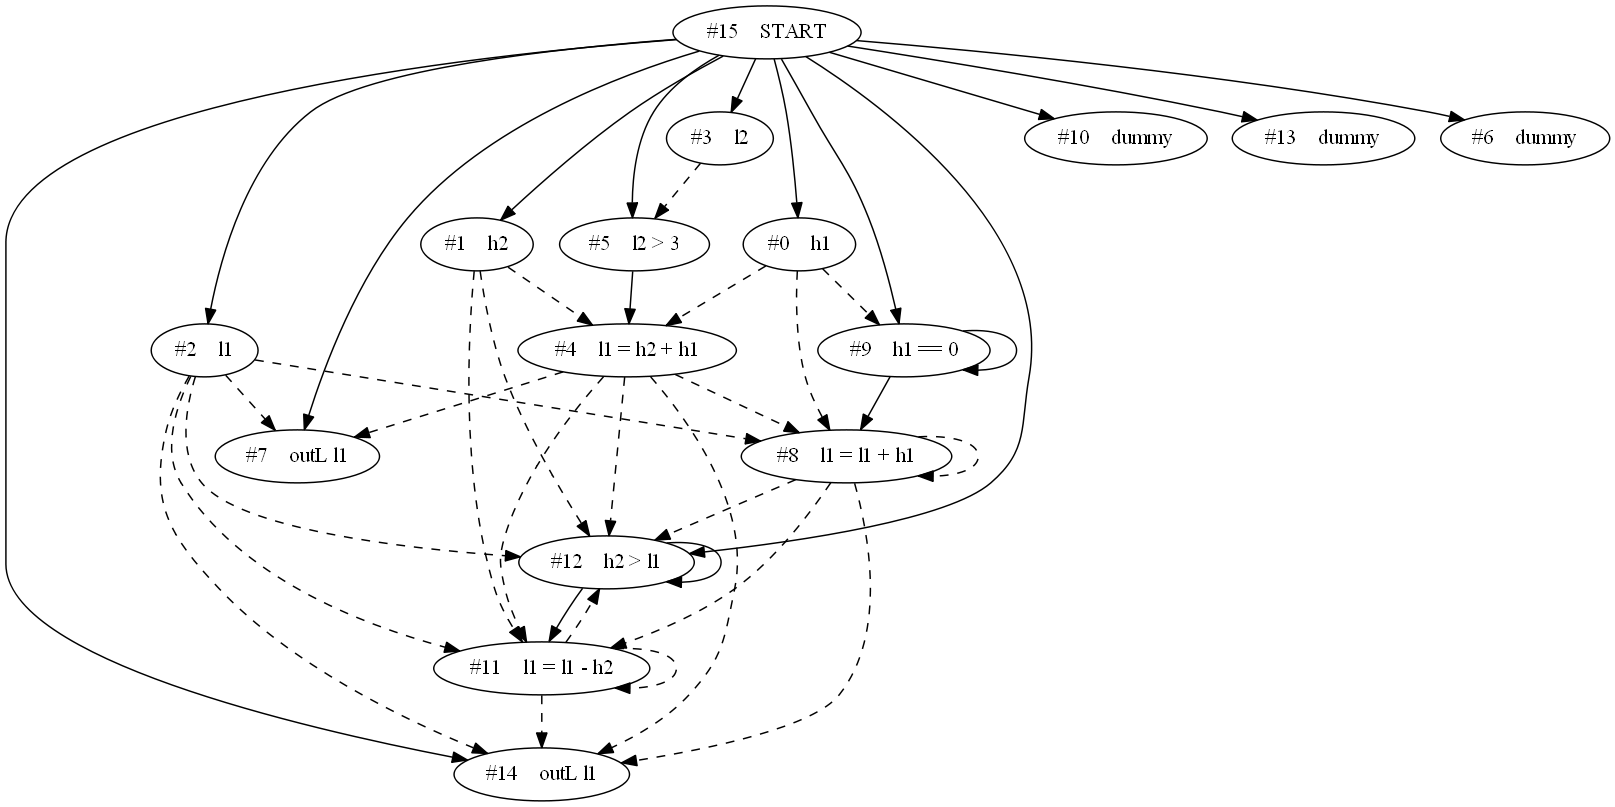 #15 START
#3 l2
#10 dummy
#13 dummy
#6 dummy
#1 h2
#5 l2 > 3
#0 h1
#2 l1
#4 l1 = h2 + h1
#9 h1 == 0
#7 outL l1
#8 l1 = l1 + h1
#12 h2 > l1
#11 l1 = l1 - h2
#14 outL l1